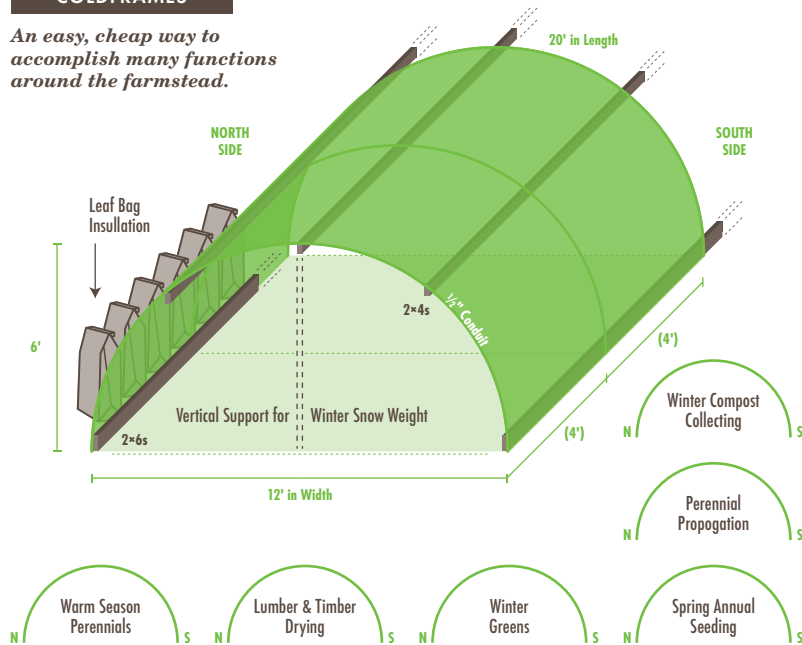 COLDFRAMES
An easy, cheap way to
accomplish many functions
around the farmstead.
20' in Length
NORTH
SIDE
SOUTH
SIDE
Leaf Bag
Insullation
6'
2×4s
½" Conduit
(4')
(4')
Vertical Support for Winter Snow Weight
2×6s
12' in Width
Winter Compost
Collecting
N S
Perennial
Propogation
N S
Warm Season
Perennials
N S
Lumber & Timber
Drying
N S
Winter
Greens
N S
Spring Annual
Seeding
N S